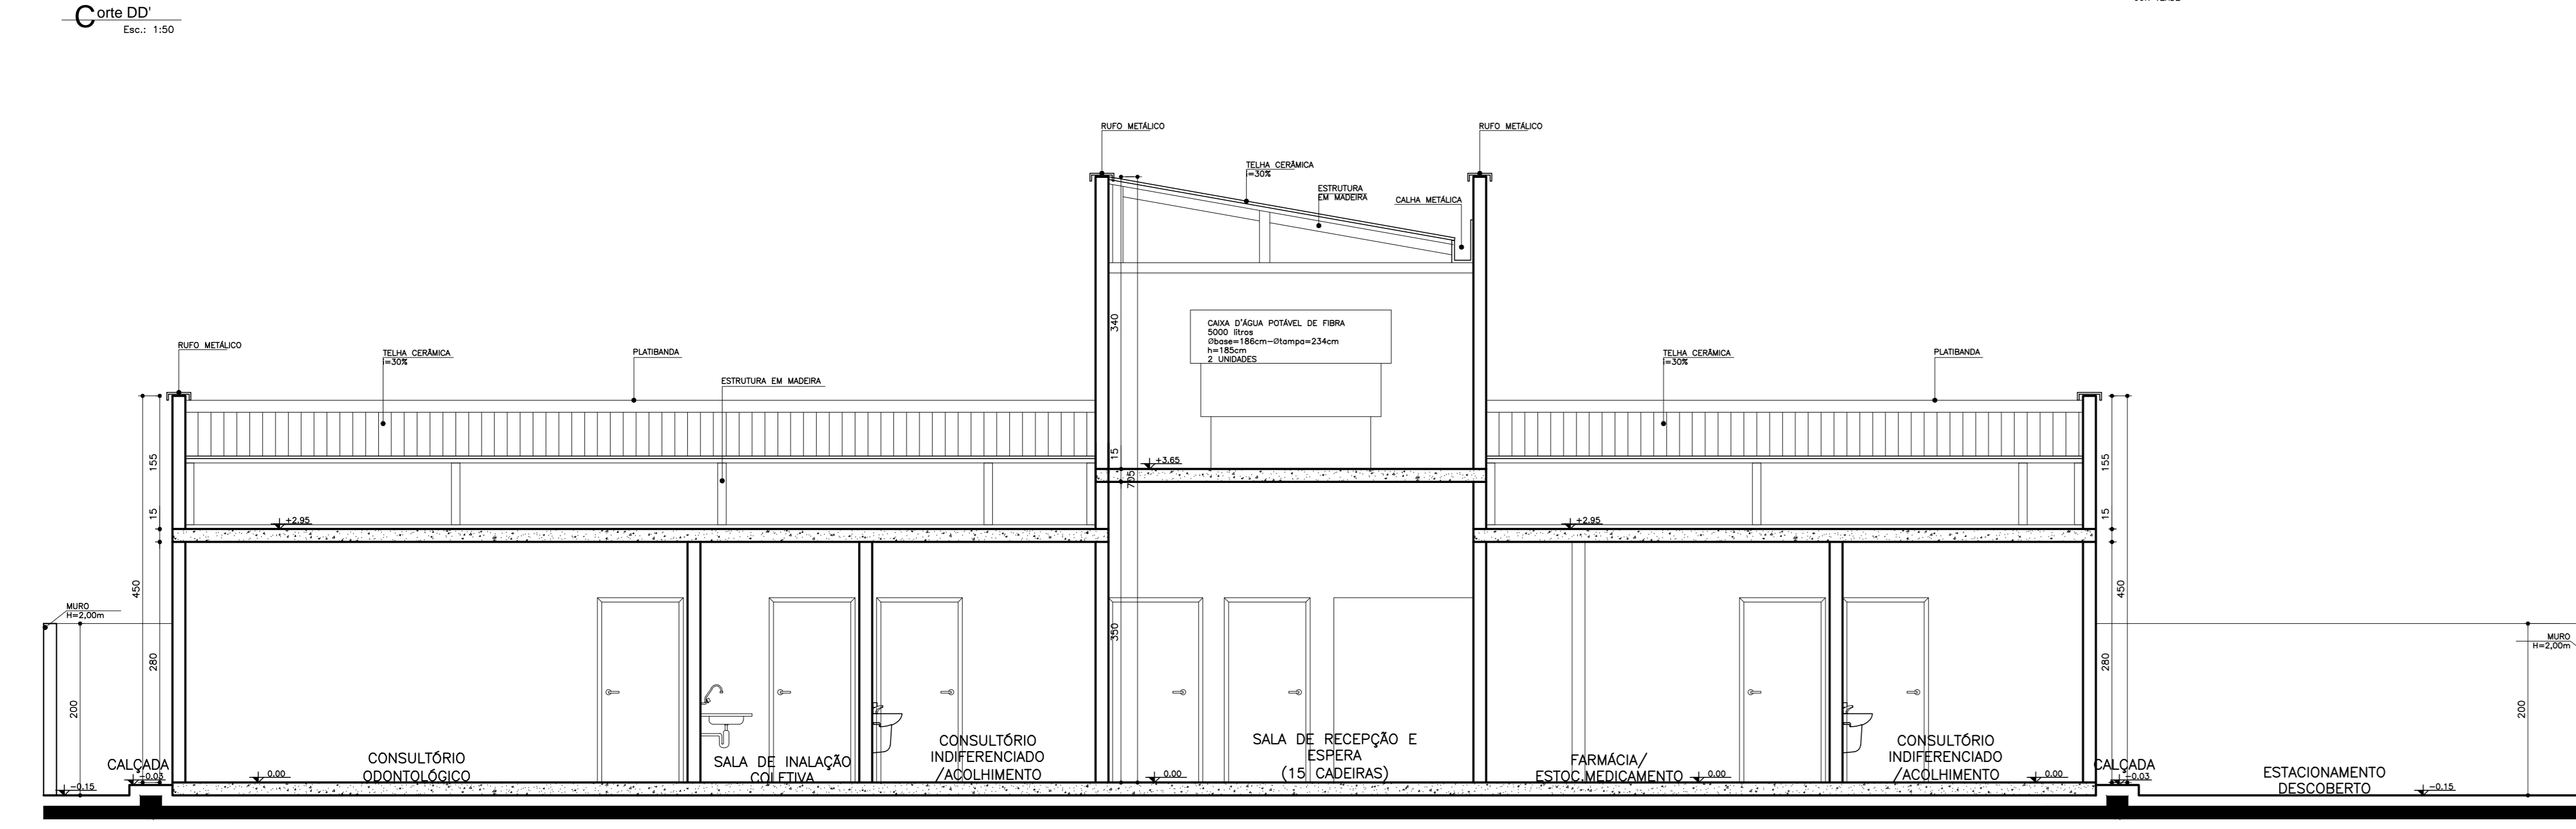 Corte DD'
Esc.: 1:50
RUFO METÁLICO
RUFO METÁLICO
TELHA CERÂMICA
i=30%
ESTRUTURA
EM MADEIRA
CALHA METÁLICA
340
CAIXA D'ÁGUA POTÁVEL DE FIBRA
5000 litros
Øbase=186cm-Øtampa=234cm
h=185cm
2 UNIDADES
RUFO METÁLICO
TELHA CERÂMICA
i=30%
PLATIBANDA
ESTRUTURA EM MADEIRA
TELHA CERÂMICA
i=30%
PLATIBANDA
155
15
+3.65
705
155
15
+2.95
+2.95
15
450
280
350
450
280
MURO
H=2,00m
200
MURO
H=2,00m
200
CALÇADA
-0.03
-0.15
CONSULTÓRIO
ODONTOLÓGICO
0.00
SALA DE INALAÇÃO
COLETIVA
CONSULTÓRIO
INDIFERENCIADO
/ACOLHIMENTO
SALA DE RECEPÇÃO E
ESPERA
(15 CADEIRAS)
0.00
FARMÁCIA/
ESTOC.MEDICAMENTO
0.00
CONSULTÓRIO
INDIFERENCIADO
/ACOLHIMENTO
0.00
CALÇADA
-0.03
ESTACIONAMENTO
DESCOBERTO
-0.15